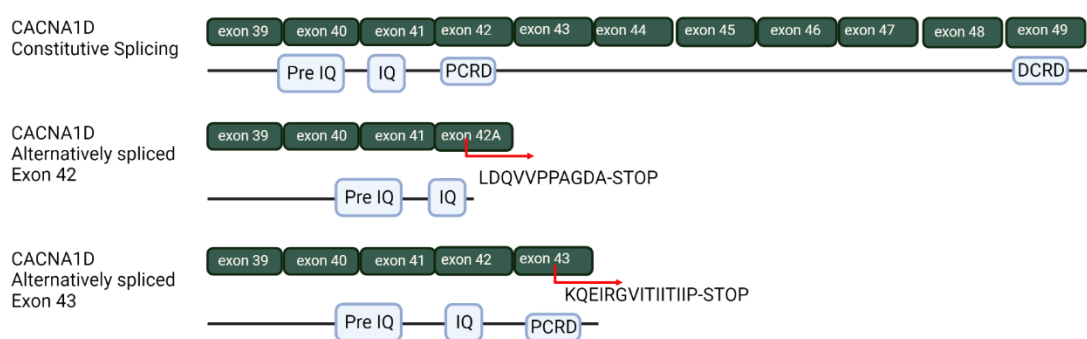 CACNA1D
Constitutive Splicing
exon 39 exon 40 exon 41 exon 42 exon 43 exon 44 exon 45 exon 46 exon 47 exon 48 exon 49
Pre IQ IQ PCRD DCRD
CACNA1D
Alternatively spliced
Exon 42
exon 39 exon 40 exon 41 exon 42A
LDQVVPPAGDA-STOP
Pre IQ IQ
CACNA1D
Alternatively spliced
Exon 43
exon 39 exon 40 exon 41 exon 42 exon 43
KQEIRGVITIITIIP-STOP
Pre IQ IQ PCRD